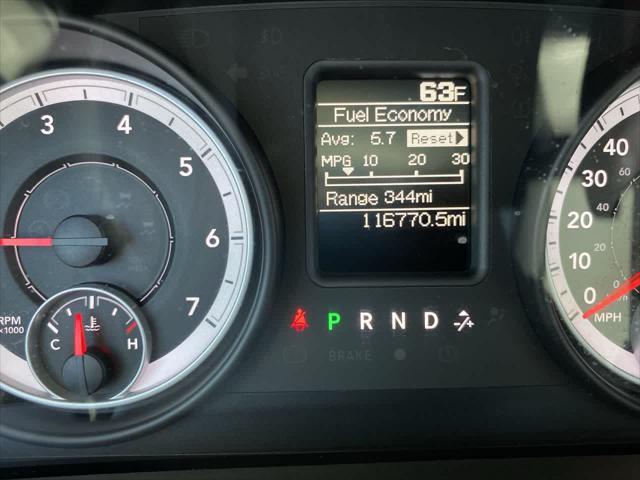 63F
Fuel Economy
Avg: 5.7 Reset
MPG 10 20 30
Range 344mi
116770.5mi
P R N D
BRAKE
3 4 5 6 7
RPM
x1000
C H
40
30
20
10
0
60
0
MPH